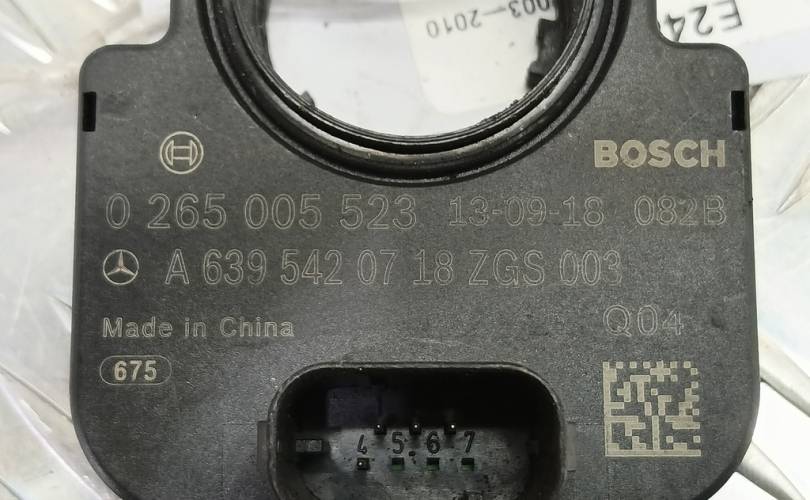 003-2010
E24
BOSCH
0 265 005 523 13-09-18 082B
A 639 542 07 18 ZGS 003
Made in China
Q04
675
4 5 6 7